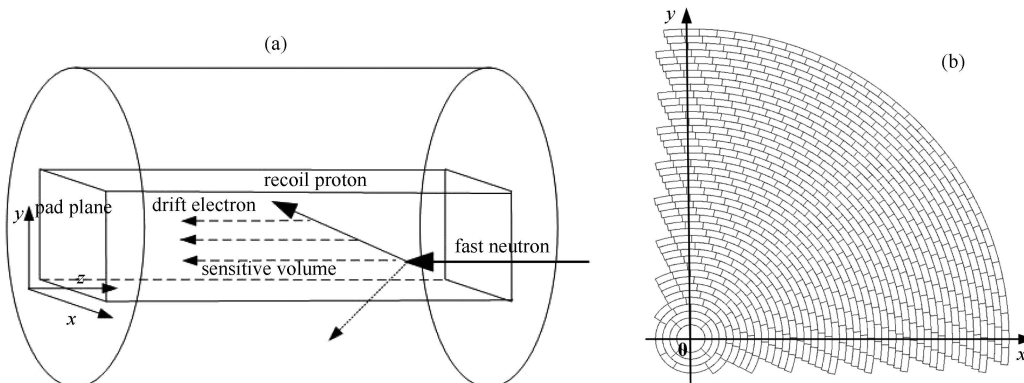 (a)
recoil proton
pad plane
drift electron
y
fast neutron
sensitive volume
z
x
y
(b)
0
x